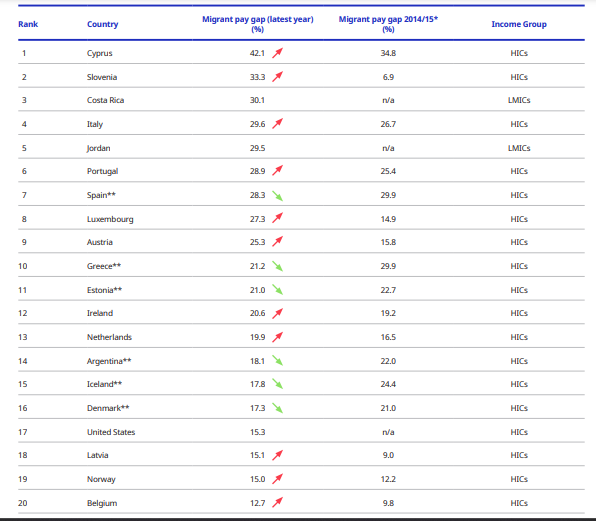 Rank Country Migrant pay gap (latest year) (%) Migrant pay gap 2014/15* (%) Income Group
1 Cyprus 42.1 34.8 HICs
2 Slovenia 33.3 6.9 HICs
3 Costa Rica 30.1 n/a LMICs
4 Italy 29.6 26.7 HICs
5 Jordan 29.5 n/a LMICs
6 Portugal 28.9 25.4 HICs
7 Spain** 28.3 29.9 HICs
8 Luxembourg 27.3 14.9 HICs
9 Austria 25.3 15.8 HICs
10 Greece** 21.2 29.9 HICs
11 Estonia** 21.0 22.7 HICs
12 Ireland 20.6 19.2 HICs
13 Netherlands 19.9 16.5 HICs
14 Argentina** 18.1 22.0 HICs
15 Iceland** 17.8 24.4 HICs
16 Denmark** 17.3 21.0 HICs
17 United States 15.3 n/a HICs
18 Latvia 15.1 9.0 HICs
19 Norway 15.0 12.2 HICs
20 Belgium 12.7 9.8 HICs